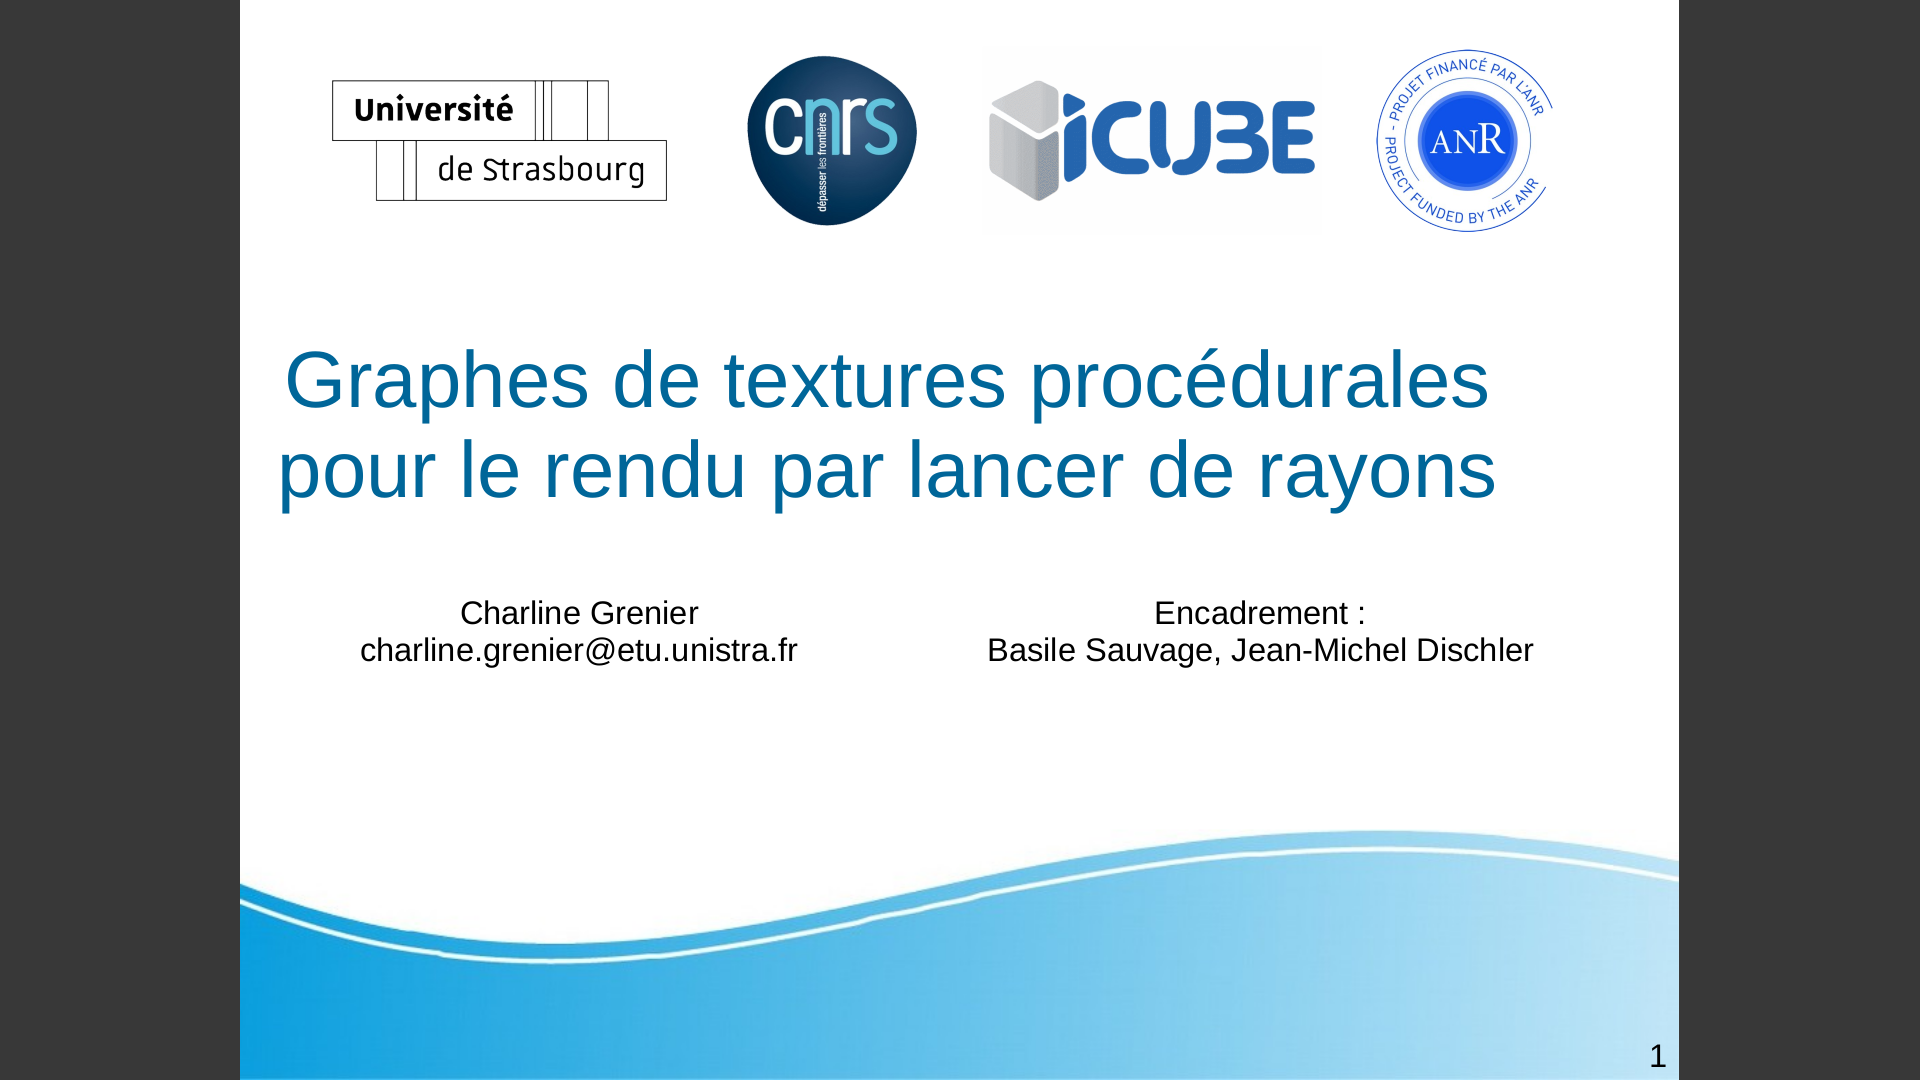 Université
de Strasbourg
cnrs
dépasser les frontières
iCUBE
- PROJET FINANCÉ PAR L'ANR
PROJECT FUNDED BY THE ANR
ANR
Graphes de textures procédurales
pour le rendu par lancer de rayons
Charline Grenier
charline.grenier@etu.unistra.fr
Encadrement :
Basile Sauvage, Jean-Michel Dischler
1